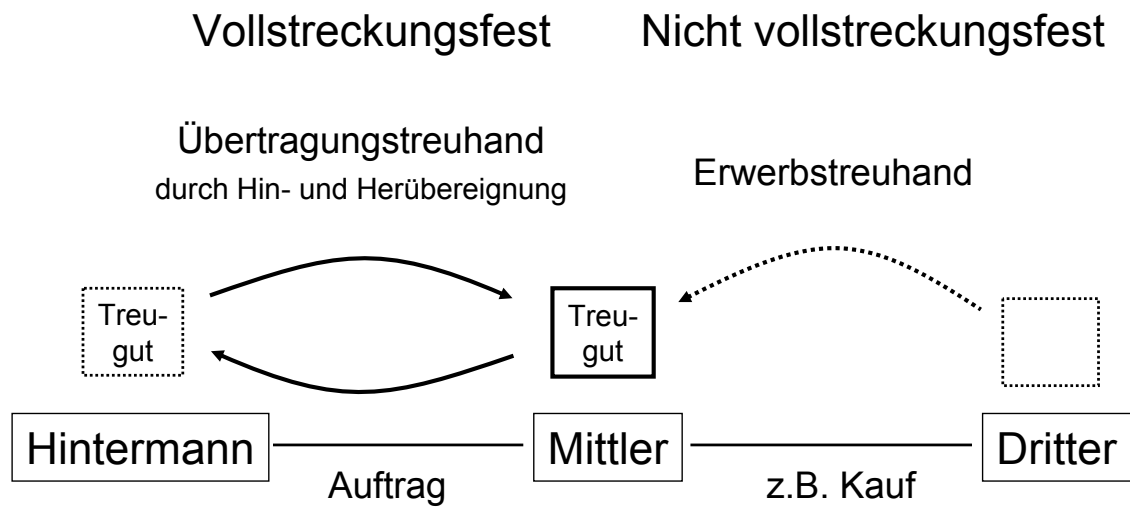 Vollstreckungsfest
Nicht vollstreckungsfest
Übertragungstreuhand
durch Hin- und Herübereignung
Erwerbstreuhand
Treu-
gut
Treu-
gut
Hintermann
Mittler
Dritter
Auftrag
z.B. Kauf